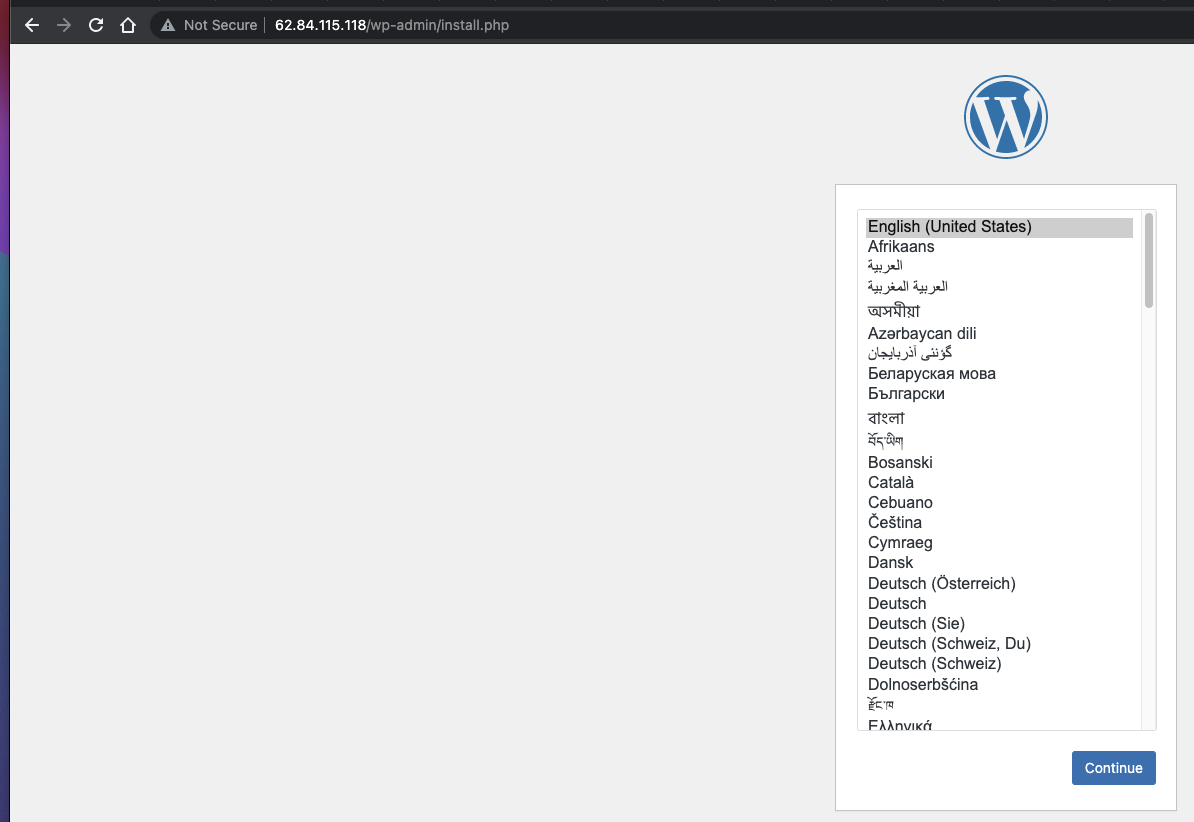 Not Secure | 62.84.115.118/wp-admin/install.php
English (United States)
Afrikaans
العربية
العربية المغربية
অসমীয়া
Azərbaycan dili
گؤننی آذربایجان
Беларуская мова
Български
বাংলা
བོད་ཡིག
Bosanski
Català
Cebuano
Čeština
Cymraeg
Dansk
Deutsch (Österreich)
Deutsch
Deutsch (Sie)
Deutsch (Schweiz, Du)
Deutsch (Schweiz)
Dolnoserbšćina
རྫོང་ཁ
Ελληνικά
Continue